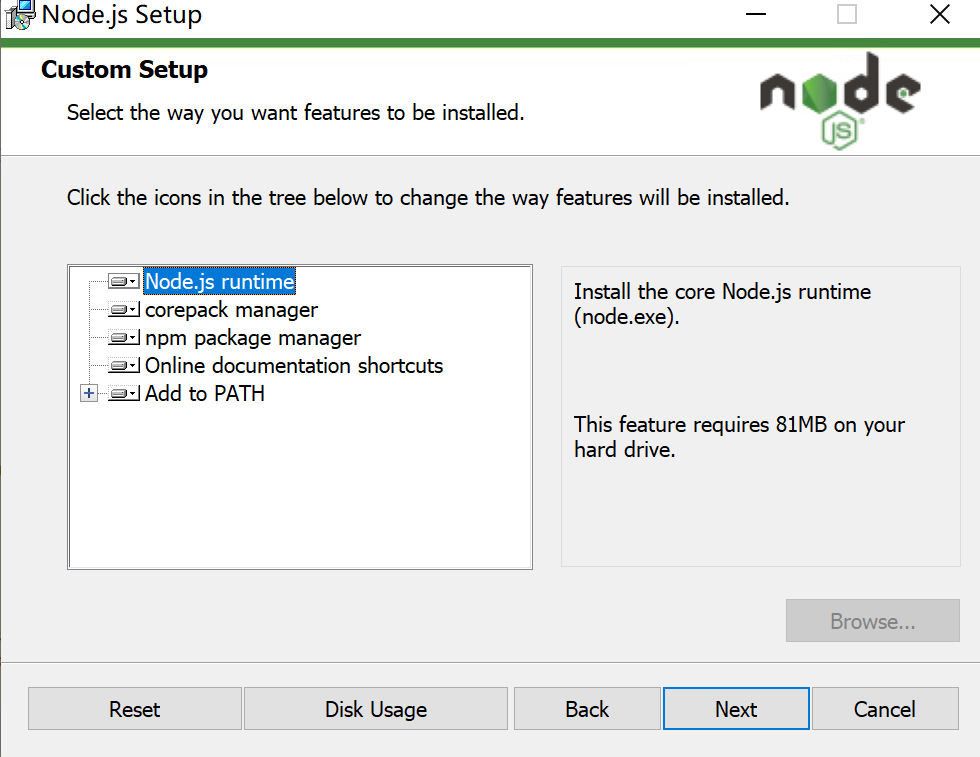 Node.js Setup
Custom Setup
Select the way you want features to be installed.
node
JS
Click the icons in the tree below to change the way features will be installed.
Node.js runtime
corepack manager
npm package manager
Online documentation shortcuts
Add to PATH
Install the core Node.js runtime
(node.exe).
This feature requires 81MB on your
hard drive.
Browse...
Reset
Disk Usage
Back
Next
Cancel